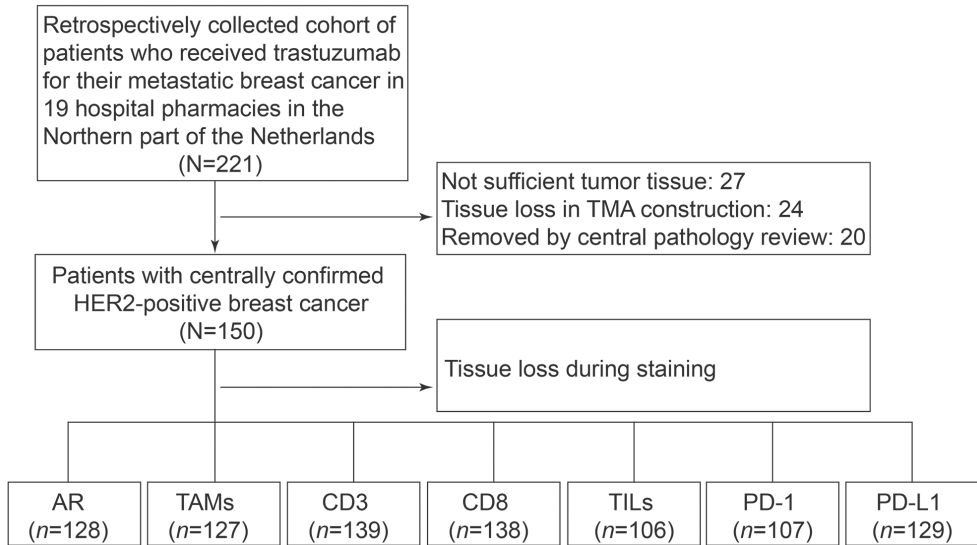 Retrospectively collected cohort of
patients who received trastuzumab
for their metastatic breast cancer in
19 hospital pharmacies in the
Northern part of the Netherlands
(N=221)
Not sufficient tumor tissue: 27
Tissue loss in TMA construction: 24
Removed by central pathology review: 20
Patients with centrally confirmed
HER2-positive breast cancer
(N=150)
Tissue loss during staining
AR
(n=128)
TAMs
(n=127)
CD3
(n=139)
CD8
(n=138)
TILs
(n=106)
PD-1
(n=107)
PD-L1
(n=129)